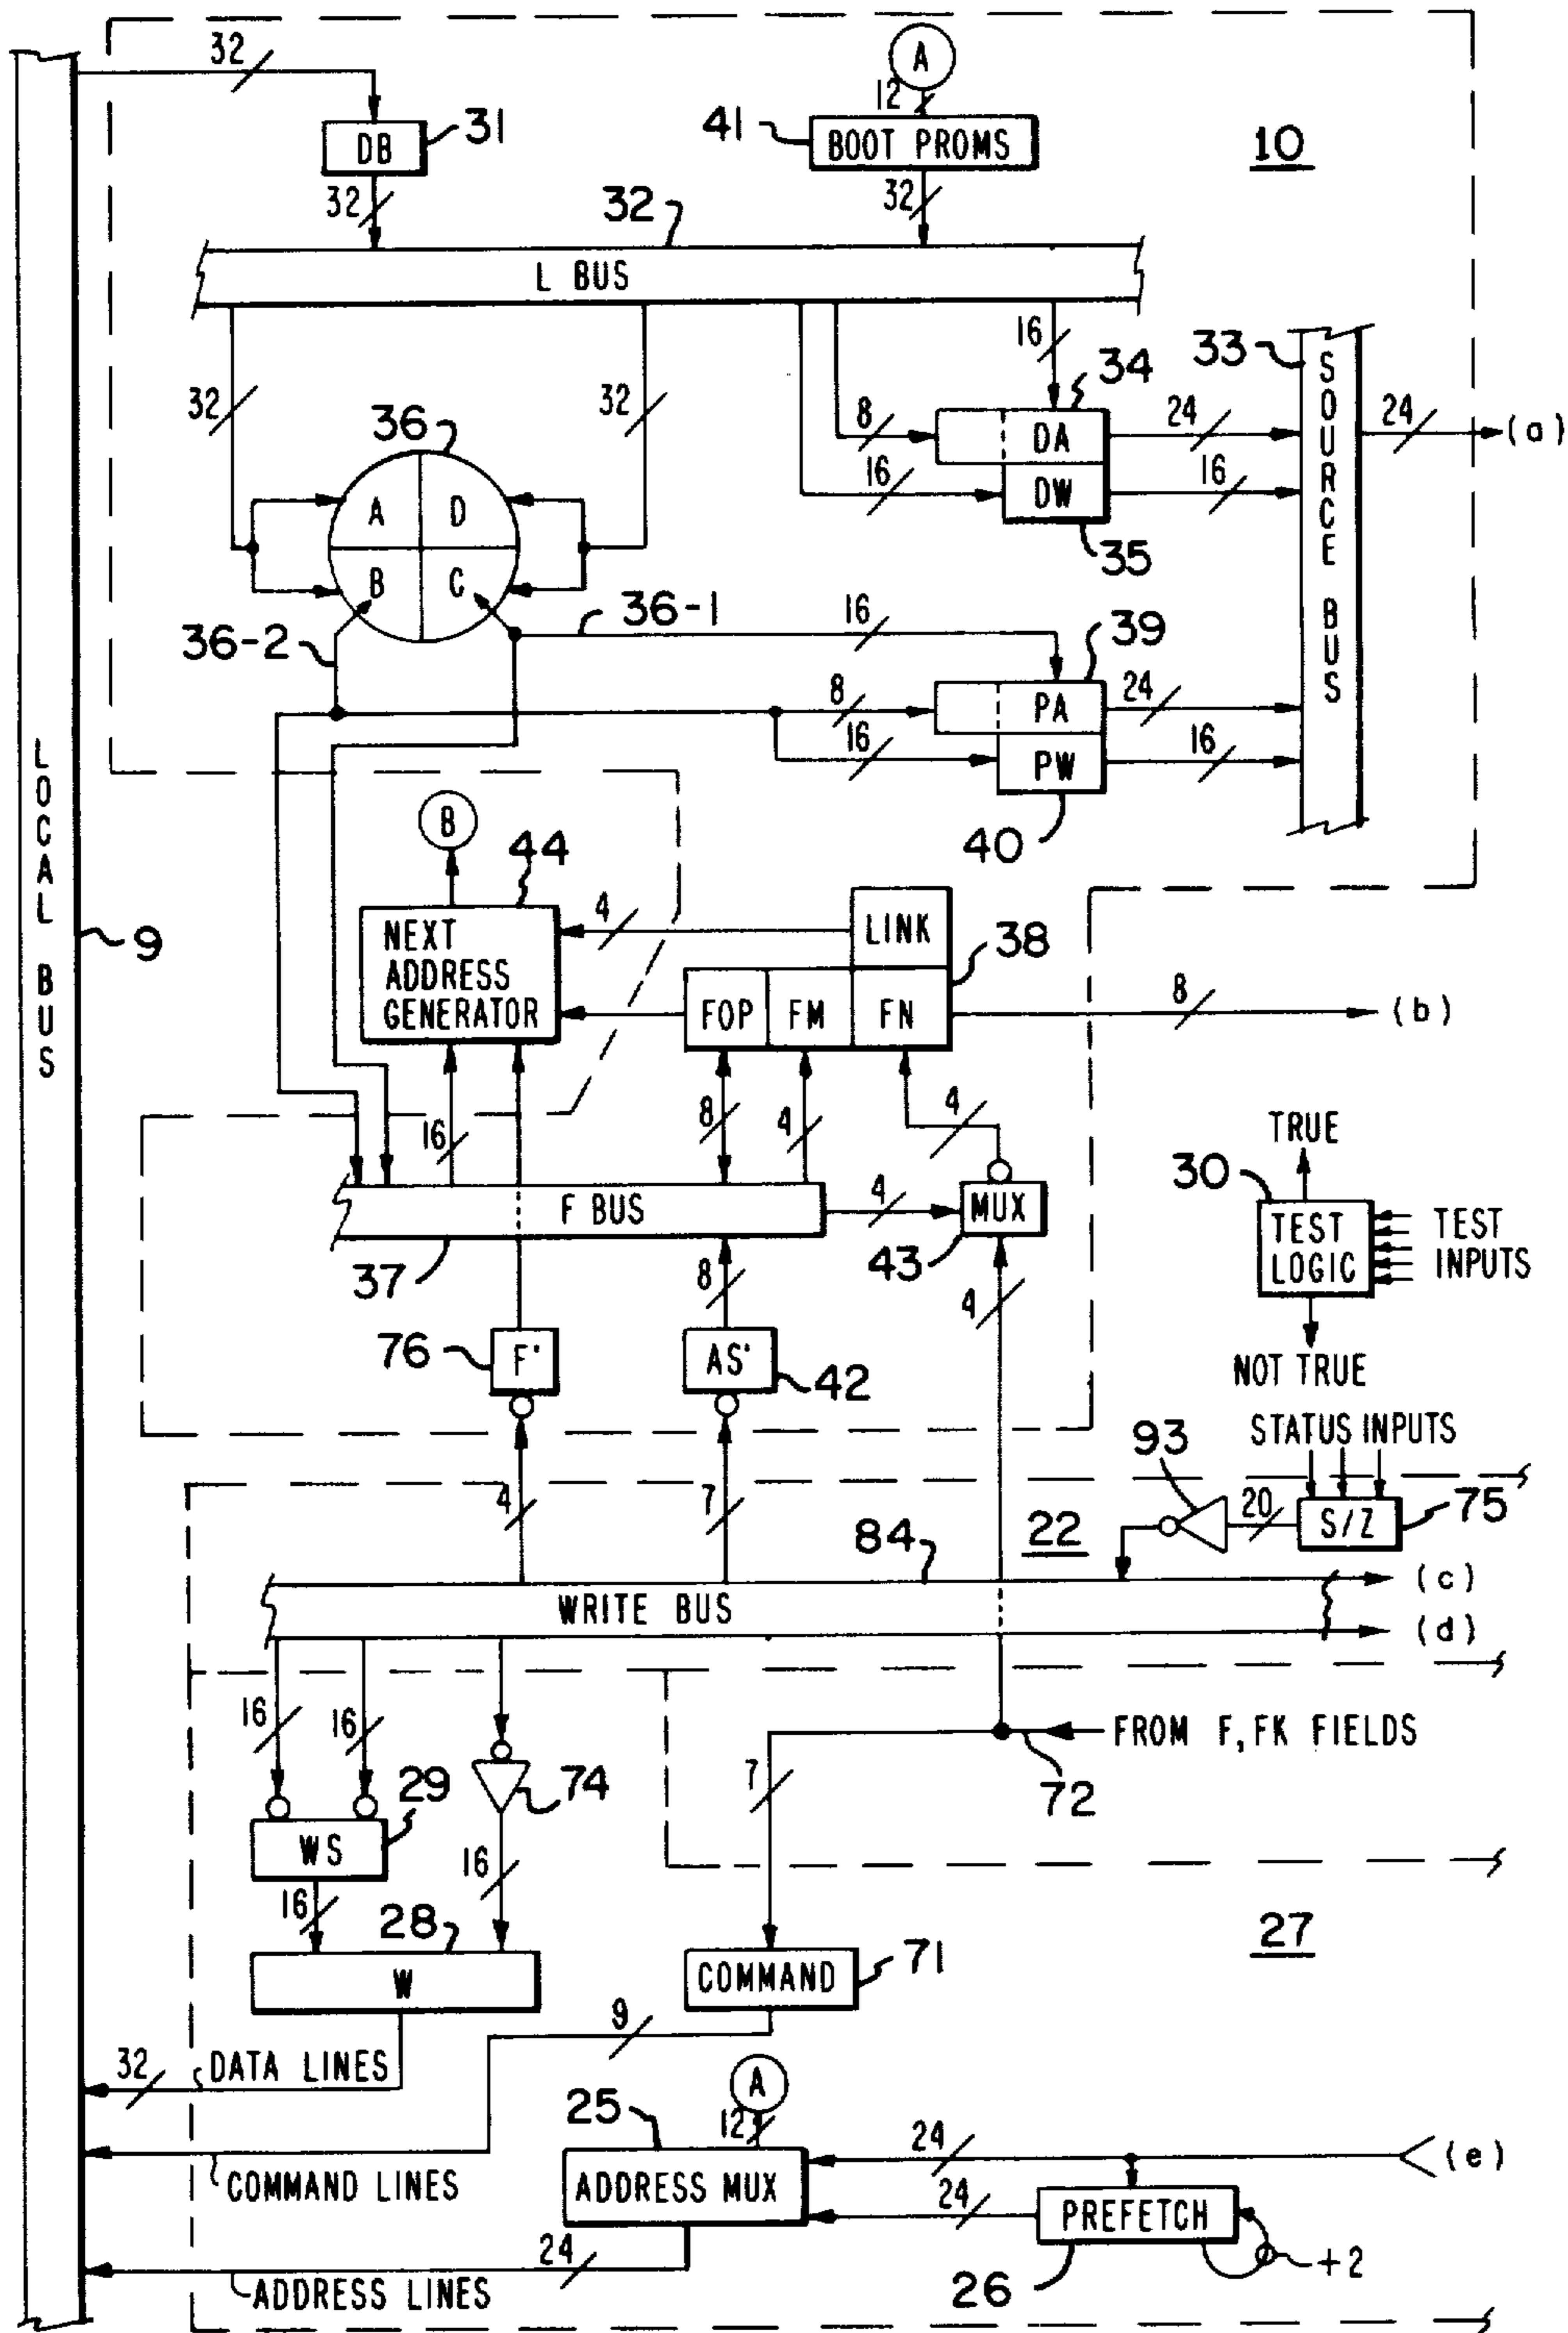 32
A
12
DB
31
41
BOOT PROMS
10
32
32
32
L BUS
16
34
33
SOURCE BUS
32
36
32
8
DA
24
24
(a)
A
D
16
DW
16
B
C
35
36-2
36-1
16
39
8
PA
24
16
PW
16
40
LOCAL BUS
B
44
9
NEXT
ADDRESS
GENERATOR
4
LINK
38
FOP
FM
FN
8
(b)
16
8
4
4
TRUE
30
F BUS
4
MUX
TEST
LOGIC
TEST
INPUTS
37
8
43
4
76
F'
AS'
42
NOT TRUE
STATUS INPUTS
93
4
7
20
S/Z
75
84
22
WRITE BUS
(c)
(d)
16
16
FROM F, FK FIELDS
29
74
7
72
WS
16
16
28
27
W
COMMAND
71
9
32
DATA LINES
A
25
12
24
(e)
COMMAND LINES
ADDRESS MUX
24
PREFETCH
24
26
+2
ADDRESS LINES